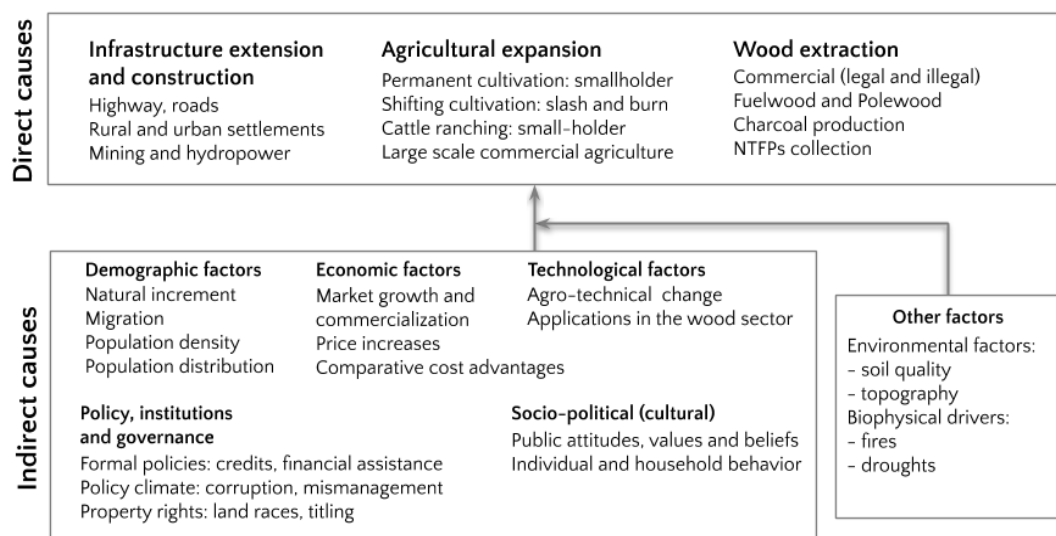 Direct causes
Infrastructure extension
and construction
Highway, roads
Rural and urban settlements
Mining and hydropower
Agricultural expansion
Permanent cultivation: smallholder
Shifting cultivation: slash and burn
Cattle ranching: small-holder
Large scale commercial agriculture
Wood extraction
Commercial (legal and illegal)
Fuelwood and Polewood
Charcoal production
NTFPs collection
Indirect causes
Demographic factors
Natural increment
Migration
Population density
Population distribution
Economic factors
Market growth and
commercialization
Price increases
Comparative cost advantages
Technological factors
Agro-technical change
Applications in the wood sector
Policy, institutions
and governance
Formal policies: credits, financial assistance
Policy climate: corruption, mismanagement
Property rights: land races, titling
Socio-political (cultural)
Public attitudes, values and beliefs
Individual and household behavior
Other factors
Environmental factors:
- soil quality
- topography
Biophysical drivers:
- fires
- droughts